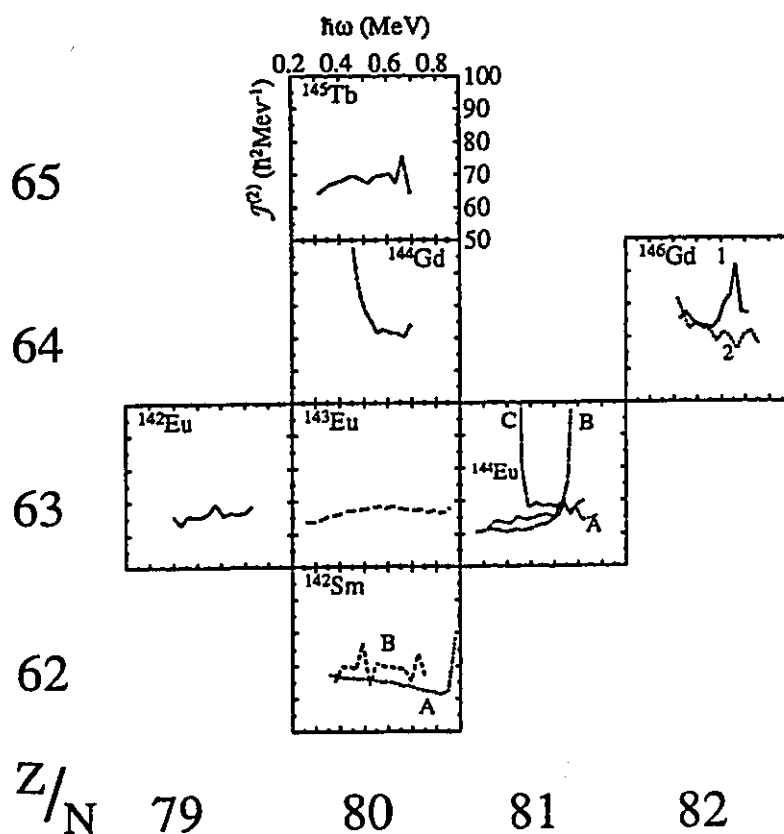 ħω (MeV)
0.2 0.4 0.6 0.8
100
90
80
70
60
50
𝒥⁽²⁾ (ħ²Mev⁻¹)
¹⁴⁵Tb
65
¹⁴⁴Gd
¹⁴⁶Gd 1
2
64
¹⁴²Eu
¹⁴³Eu
C B
¹⁴⁴Eu
A
63
¹⁴²Sm
B
A
62
Z/N 79 80 81 82